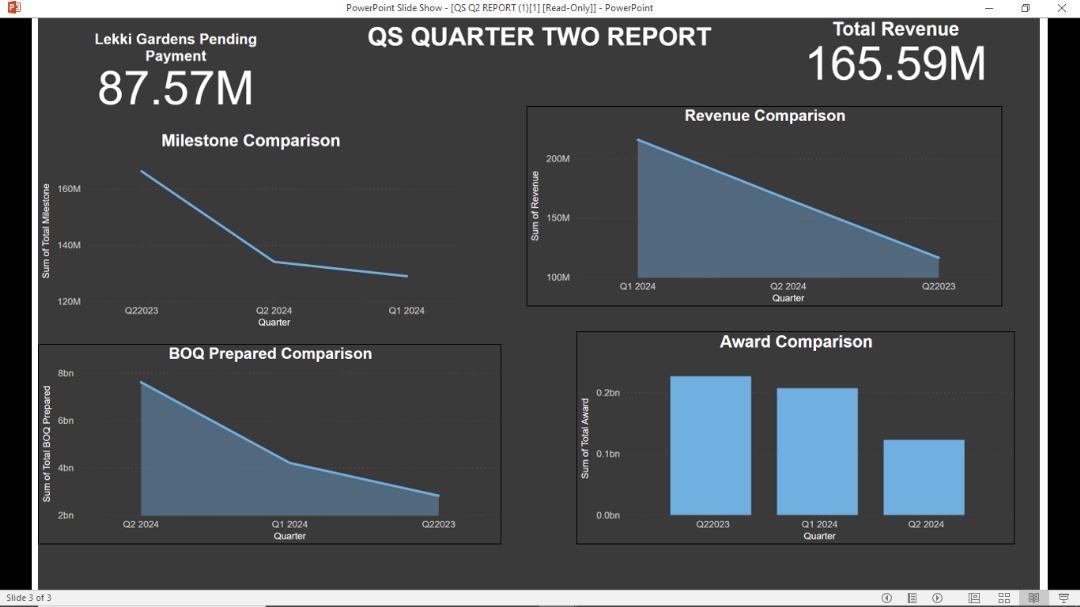 PowerPoint Slide Show - [QS Q2 REPORT (1)[1] [Read-Only]] - PowerPoint
Lekki Gardens Pending
Payment
87.57M
QS QUARTER TWO REPORT
Total Revenue
165.59M
Milestone Comparison
Sum of Total Milestone
160M
140M
120M
Q22023
Q2 2024
Q1 2024
Quarter
Revenue Comparison
Sum of Revenue
200M
150M
100M
Q1 2024
Q2 2024
Q22023
Quarter
BOQ Prepared Comparison
Sum of Total BOQ Prepared
8bn
6bn
4bn
2bn
Q2 2024
Q1 2024
Q22023
Quarter
Award Comparison
Sum of Total Award
0.2bn
0.1bn
0.0bn
Q22023
Q1 2024
Q2 2024
Quarter
Slide 3 of 3